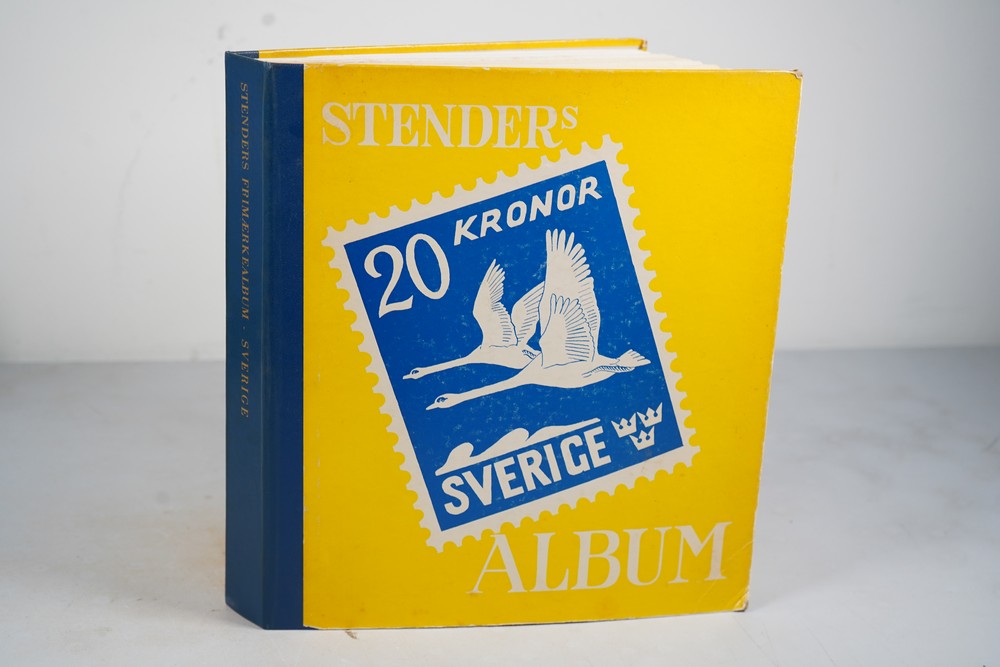 STENDERS FRIMÆRKEALBUM · SVERIGE
STENDERS
20 KRONOR
SVERIGE
ALBUM